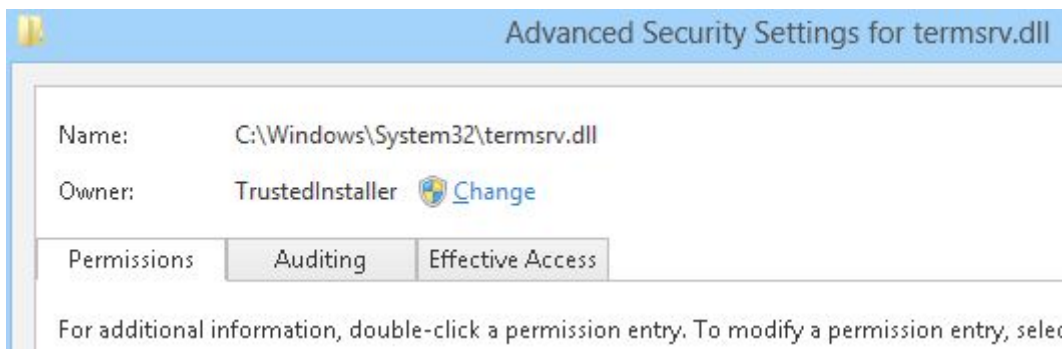 Advanced Security Settings for termsrv.dll
Name: C:\Windows\System32\termsrv.dll
Owner: TrustedInstaller Change
Permissions Auditing Effective Access
For additional information, double-click a permission entry. To modify a permission entry, selec